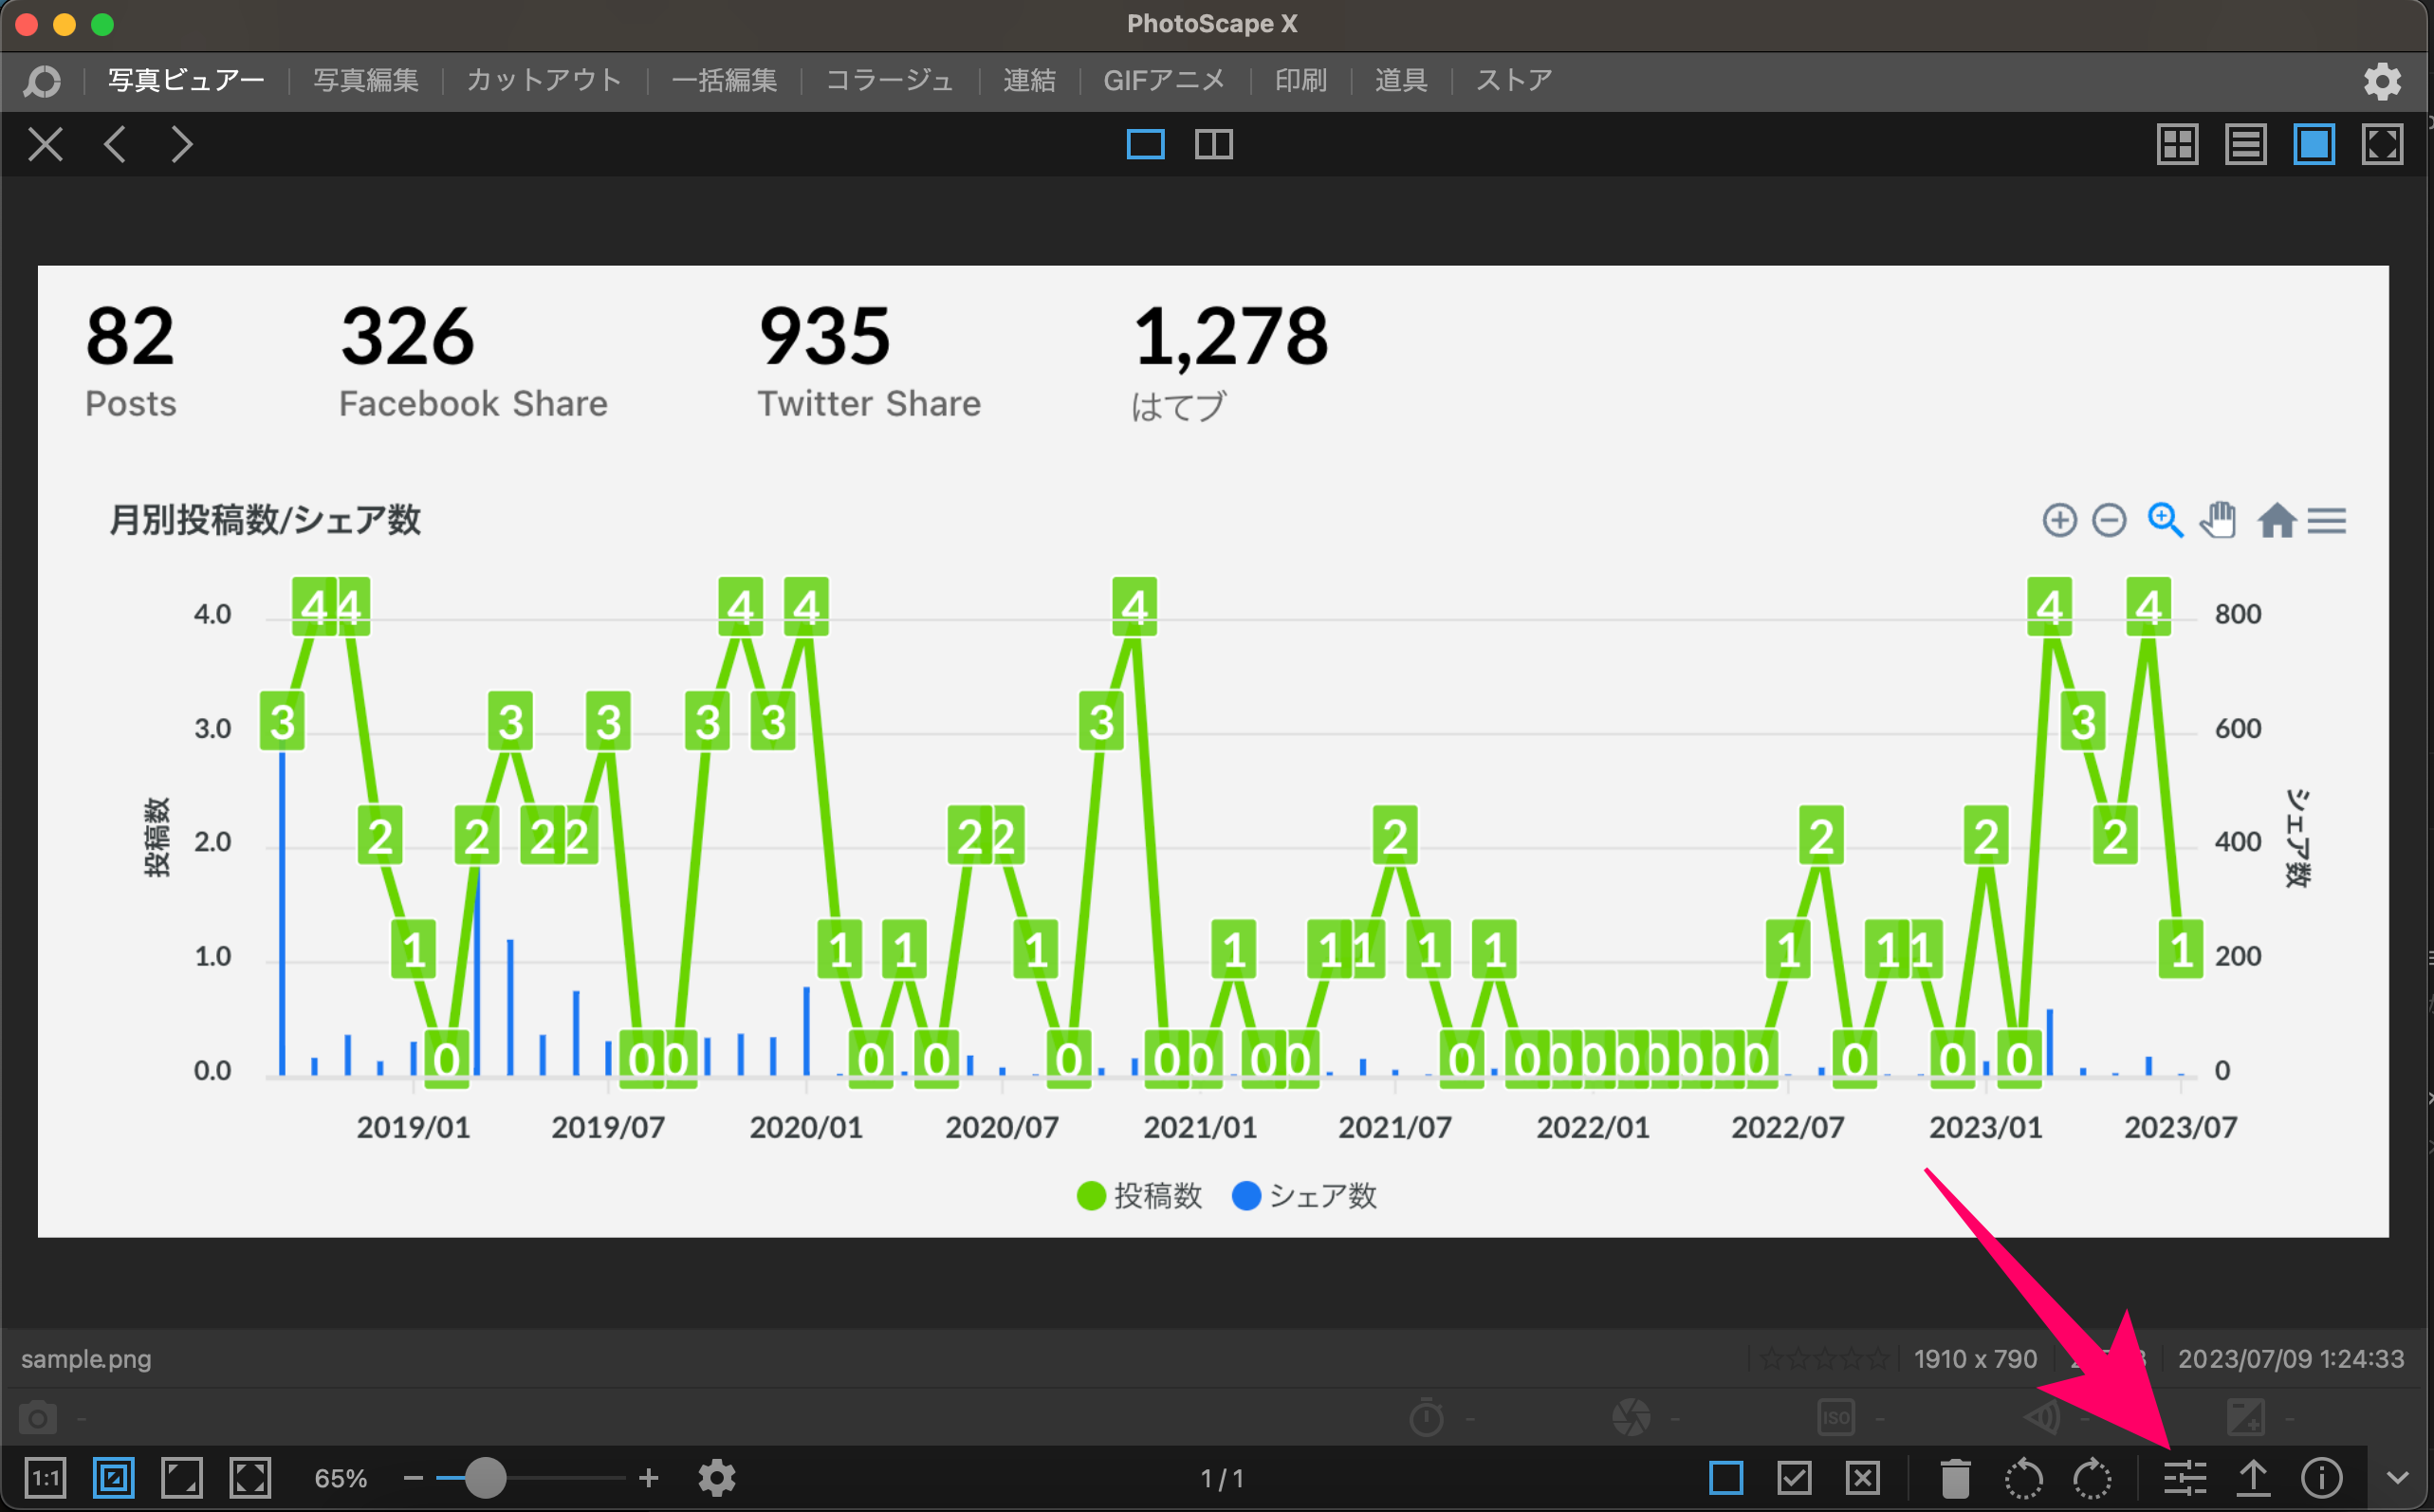 PhotoScape X
写真ビュアー 写真編集 カットアウト 一括編集 コラージュ 連結 GIFアニメ 印刷 道具 ストア
82 326 935 1,278
Posts Facebook Share Twitter Share はてブ
月別投稿数/シェア数
4 4 4 4 4 4 4
4.0 800
3 3 3 3 3 3 3
3.0 600
2 2 2 2 2 2 2 2 2 2
2.0 400
投稿数 シェア数
1 1 1 1 1 1 1 1 1 1 1 1 1
1.0 200
0 0 0 0 0 0 0 0 0 0 0 0 0 0 0 0 0 0 0 0 0 0
0.0 0
2019/01 2019/07 2020/01 2020/07 2021/01 2021/07 2022/01 2022/07 2023/01 2023/07
投稿数 シェア数
sample.png 1910 x 790 2023/07/09 1:24:33
- - - ISO - - -
1:1 65% 1 / 1